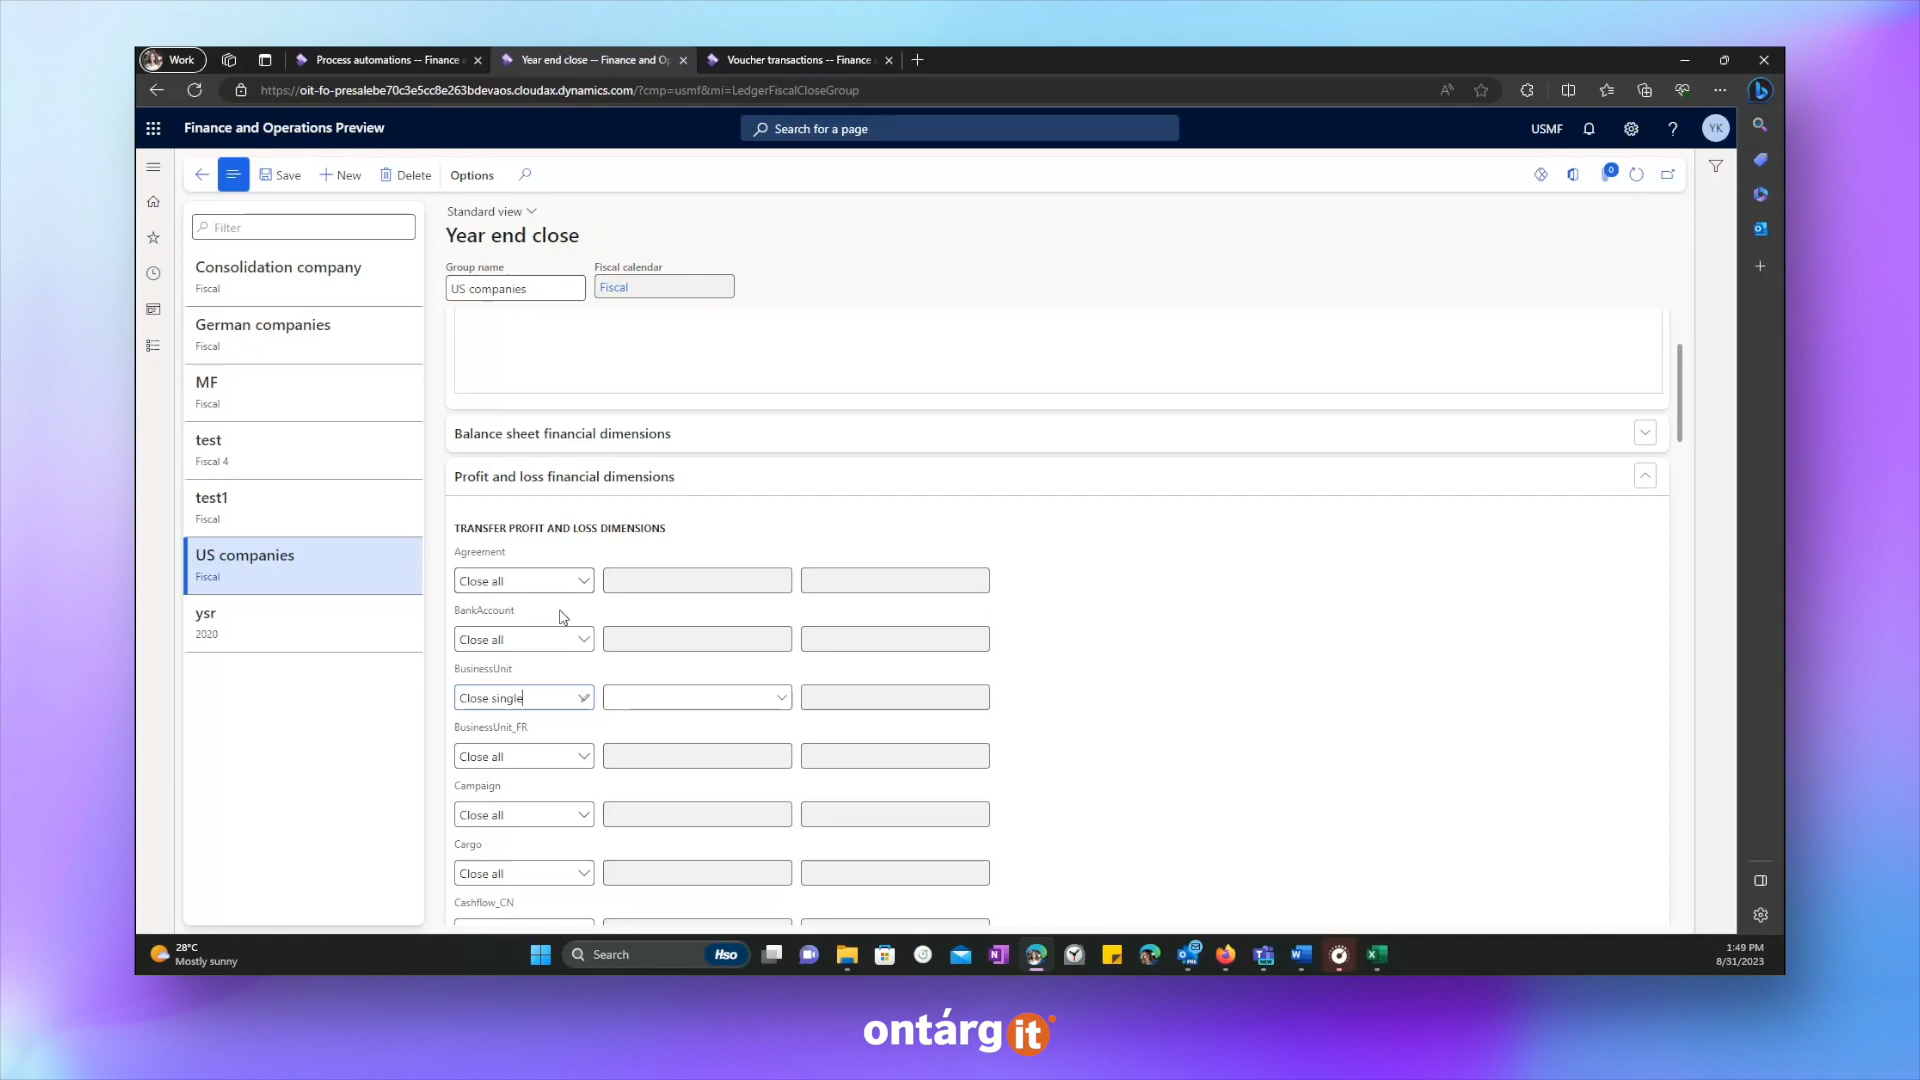 Work
Process automations -- Finance
Year end close -- Finance and Op
Voucher transactions -- Finance
https://oit-fo-presalebe70c3e5cc8e263bdevaos.cloudax.dynamics.com/?cmp=usmf&mi=LedgerFiscalCloseGroup
Finance and Operations Preview
Search for a page
USMF
YK
Save
New
Delete
Options
0
Filter
Consolidation company
Fiscal
German companies
Fiscal
MF
Fiscal
test
Fiscal 4
test1
Fiscal
US companies
Fiscal
ysr
2020
Standard view
Year end close
Group name
Fiscal calendar
US companies
Fiscal
Balance sheet financial dimensions
Profit and loss financial dimensions
TRANSFER PROFIT AND LOSS DIMENSIONS
Agreement
Close all
BankAccount
Close all
BusinessUnit
Close single
BusinessUnit_FR
Close all
Campaign
Close all
Cargo
Close all
Cashflow_CN
28°C
Mostly sunny
Search
Hso
1:49 PM
8/31/2023
ontárgit